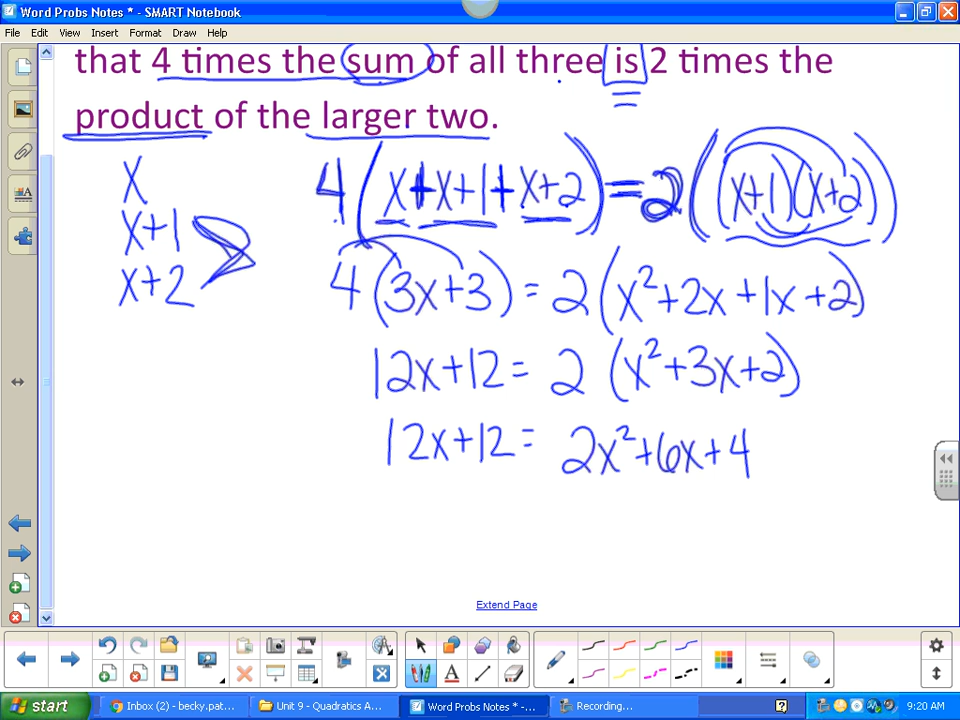 Word Probs Notes * - SMART Notebook
File Edit View Insert Format Draw Help
that 4 times the sum of all three is 2 times the
product of the larger two.
x
x+1
x+2
4(x+x+1+x+2)=2((x+1)(x+2))
4(3x+3)=2(x²+2x+1x+2)
12x+12=2(x²+3x+2)
12x+12=2x²+6x+4
Extend Page
start
Inbox (2) - becky.pat...
Unit 9 - Quadratics A...
Word Probs Notes * -...
Recording...
9:20 AM